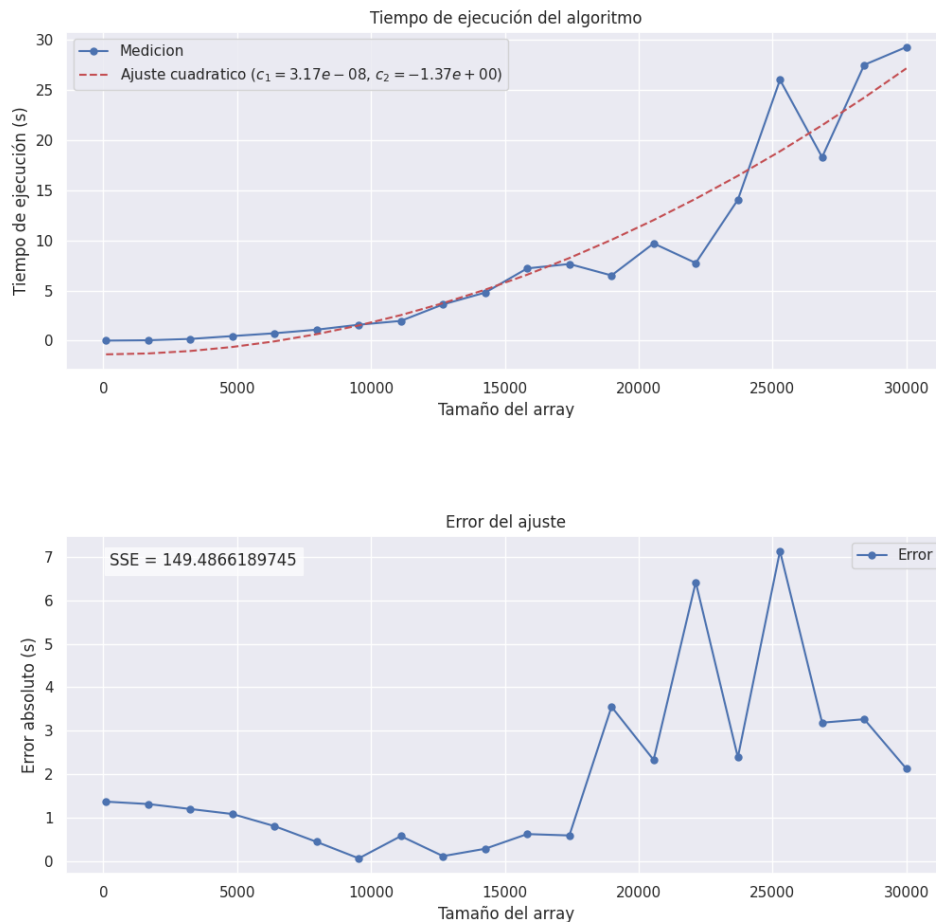 Tiempo de ejecución del algoritmo
30
25
20
15
10
5
0
Tiempo de ejecución (s)
Medicion
Ajuste cuadratico (c₁ = 3.17e − 08, c₂ = −1.37e + 00)
0 5000 10000 15000 20000 25000 30000
Tamaño del array
Error del ajuste
7
6
5
4
3
2
1
0
Error absoluto (s)
SSE = 149.4866189745
Error
0 5000 10000 15000 20000 25000 30000
Tamaño del array